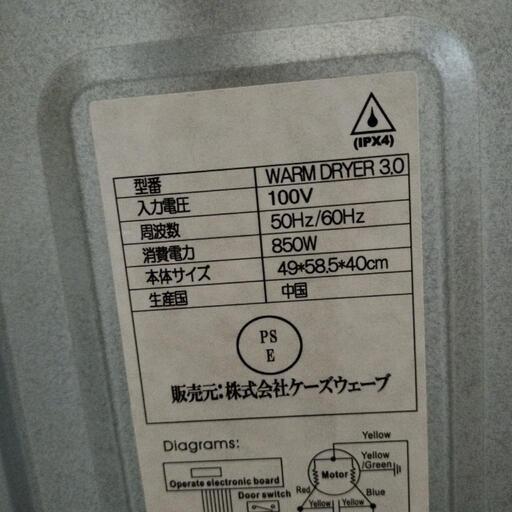 (IPX4)
型番 WARM DRYER 3.0
入力電圧 100V
周波数 50Hz/60Hz
消費電力 850W
本体サイズ 49*58.5*40cm
生産国 中国
PS
E
販売元:株式会社ケーズウェーブ
Diagrams:
Yellow
Yellow
/Green
Operate electronic board
Motor
Door switch
Red
Blue
Yellow
Yellow